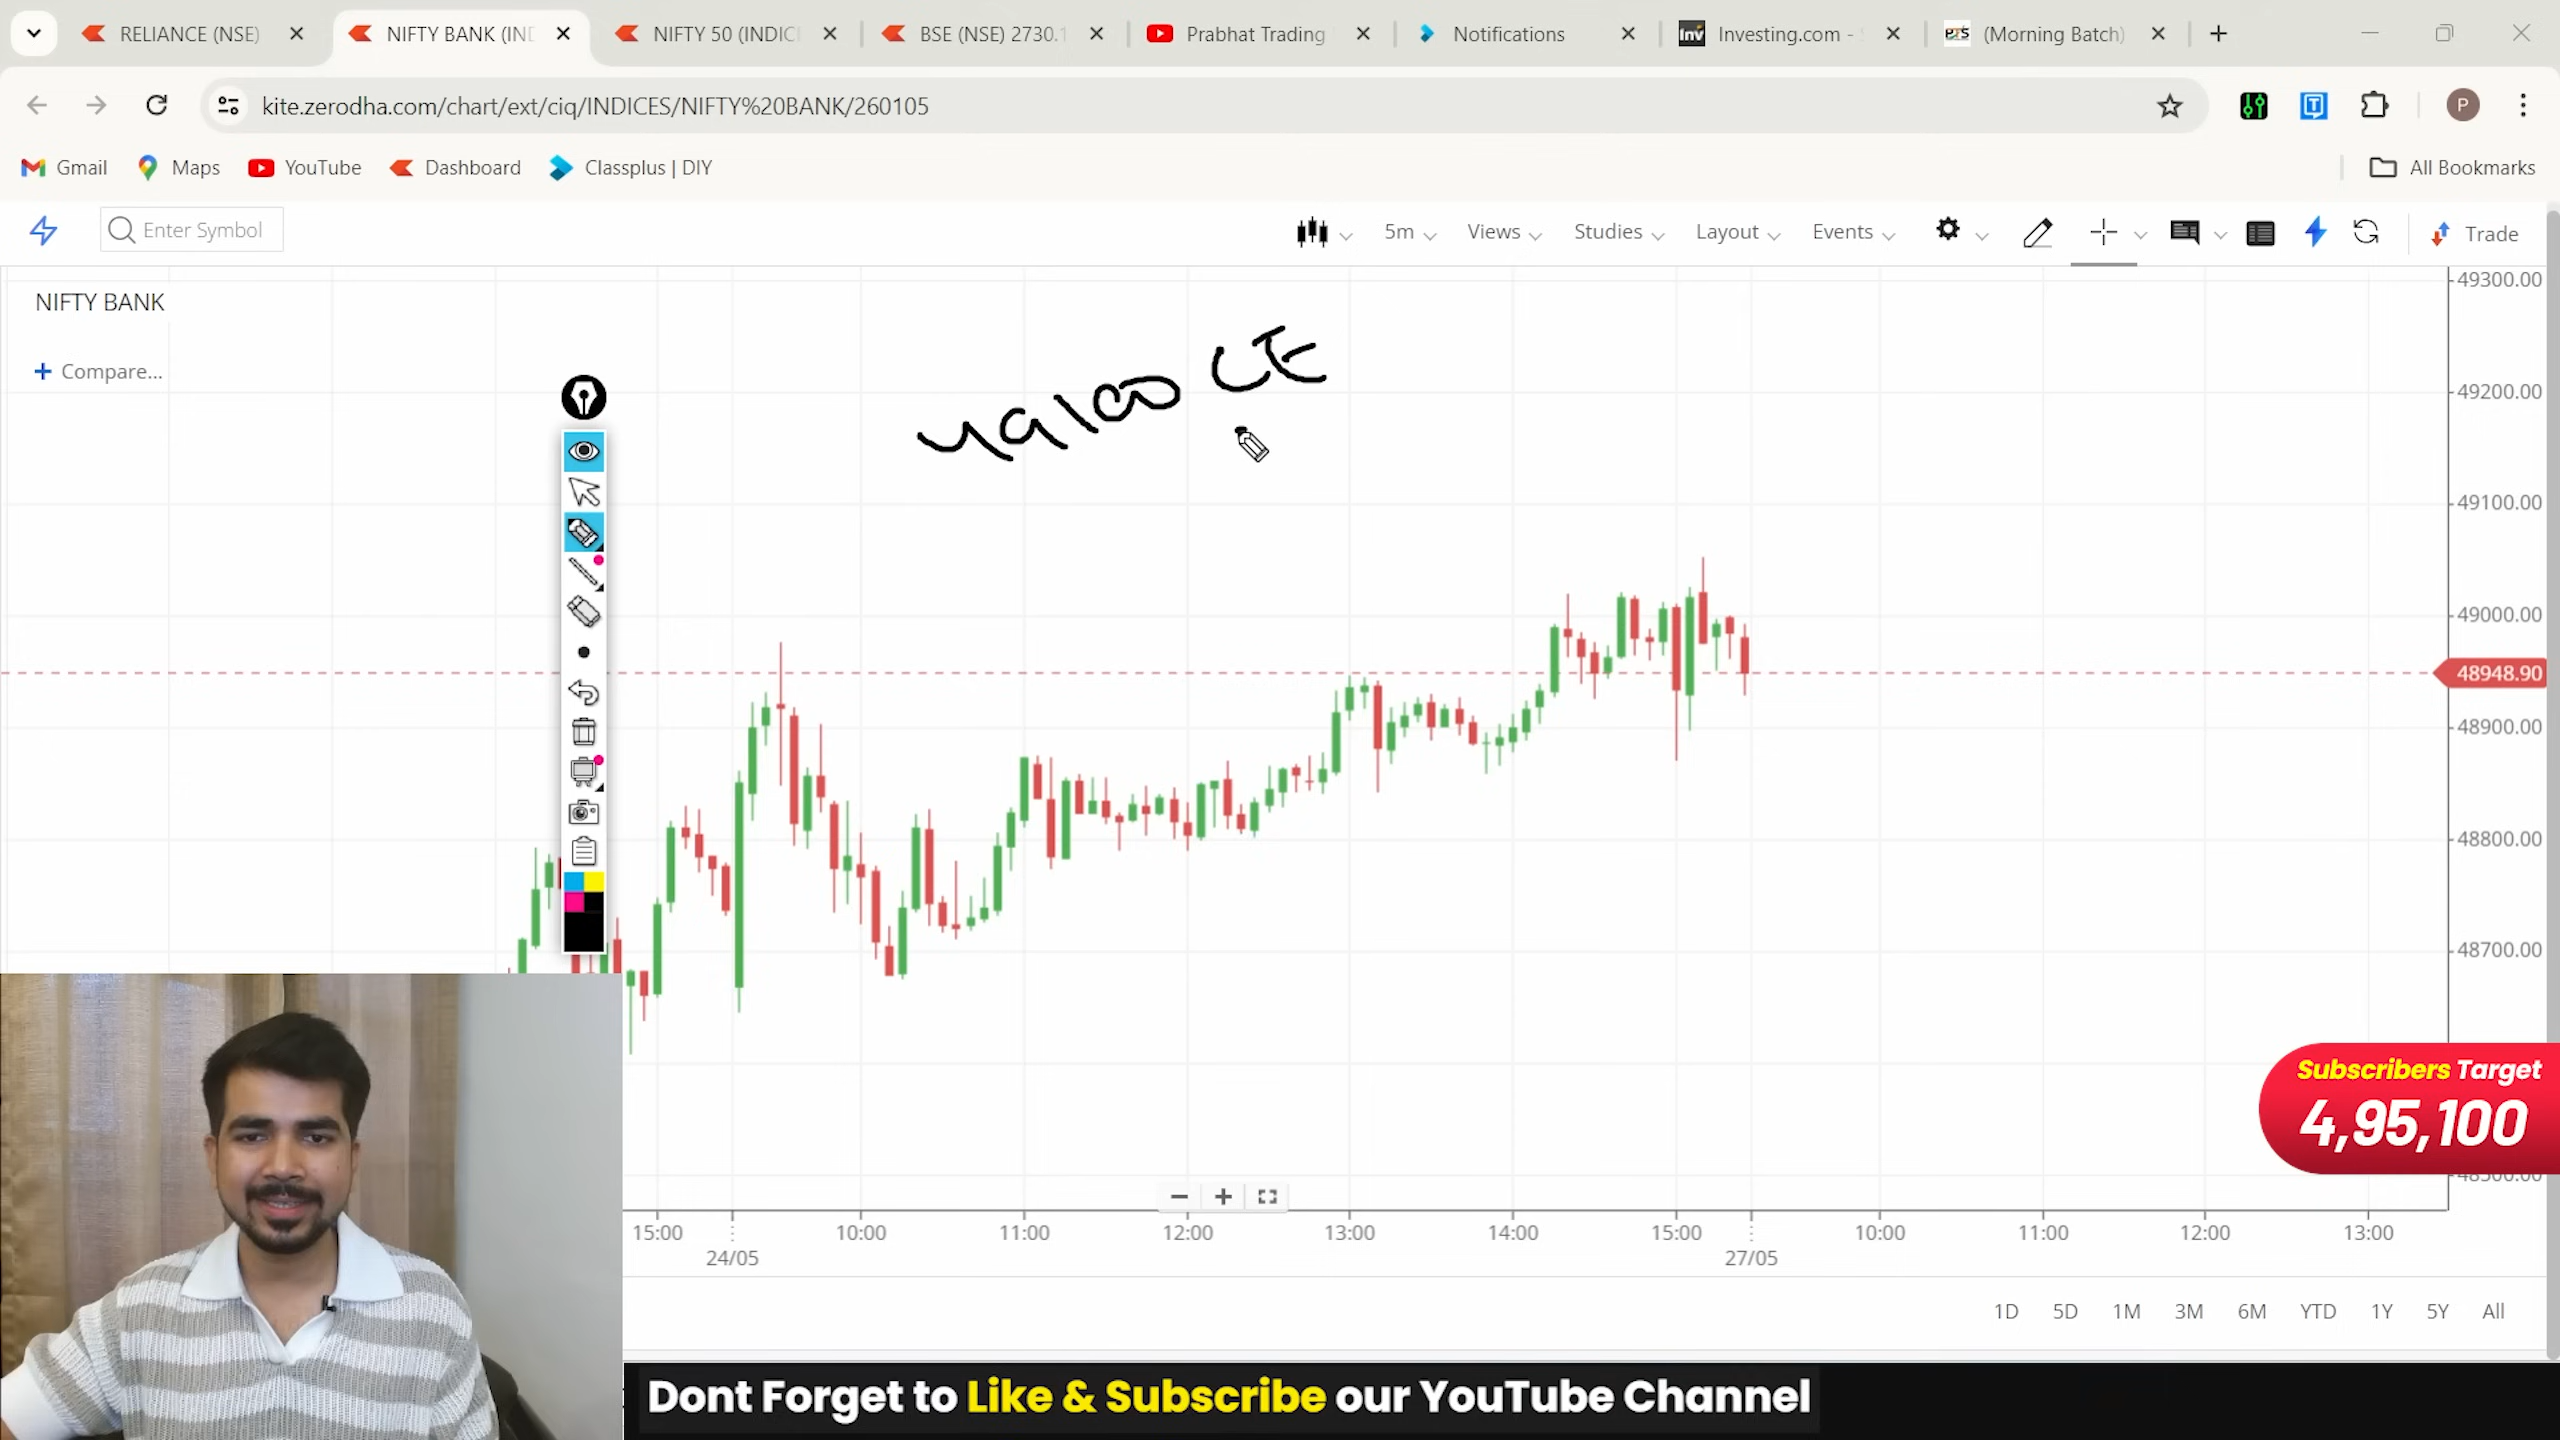 RELIANCE (NSE)
NIFTY BANK (IND
NIFTY 50 (INDIC
BSE (NSE) 2730.1
Prabhat Trading
Notifications
Investing.com -
(Morning Batch)
kite.zerodha.com/chart/ext/ciq/INDICES/NIFTY%20BANK/260105
P
Gmail
Maps
YouTube
Dashboard
Classplus | DIY
All Bookmarks
Enter Symbol
5m
Views
Studies
Layout
Events
Trade
NIFTY BANK
+ Compare...
49100 CE
49300.00
49200.00
49100.00
49000.00
48948.90
48900.00
48800.00
48700.00
Subscribers Target
4,95,100
15:00
10:00
11:00
12:00
13:00
14:00
15:00
10:00
11:00
12:00
13:00
24/05
27/05
1D 5D 1M 3M 6M YTD 1Y 5Y All
Dont Forget to Like & Subscribe our YouTube Channel